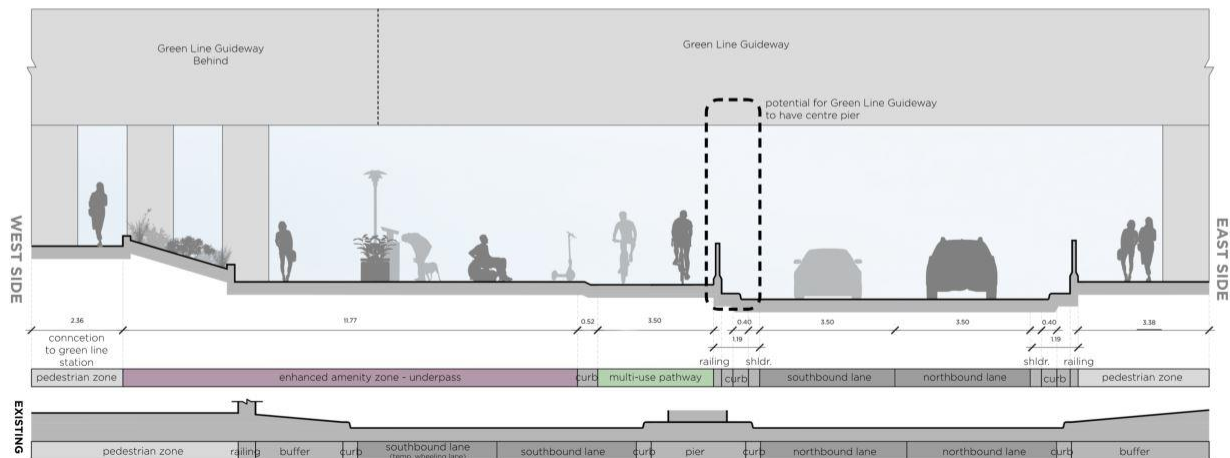 Green Line Guideway
Behind
Green Line Guideway
potential for Green Line Guideway
to have centre pier
WEST SIDE
EAST SIDE
2.36
11.77
0.52
3.50
0.40
1.19
3.50
3.50
0.40
1.19
3.38
conncetion
to green line
station
railing
shldr.
shldr.
railing
pedestrian zone
enhanced amenity zone - underpass
curb
multi-use pathway
curb
southbound lane
northbound lane
curb
pedestrian zone
EXISTING
pedestrian zone
railing
buffer
curb
southbound lane
(temp. wheeling lane)
southbound lane
curb
pier
curb
northbound lane
northbound lane
curb
buffer